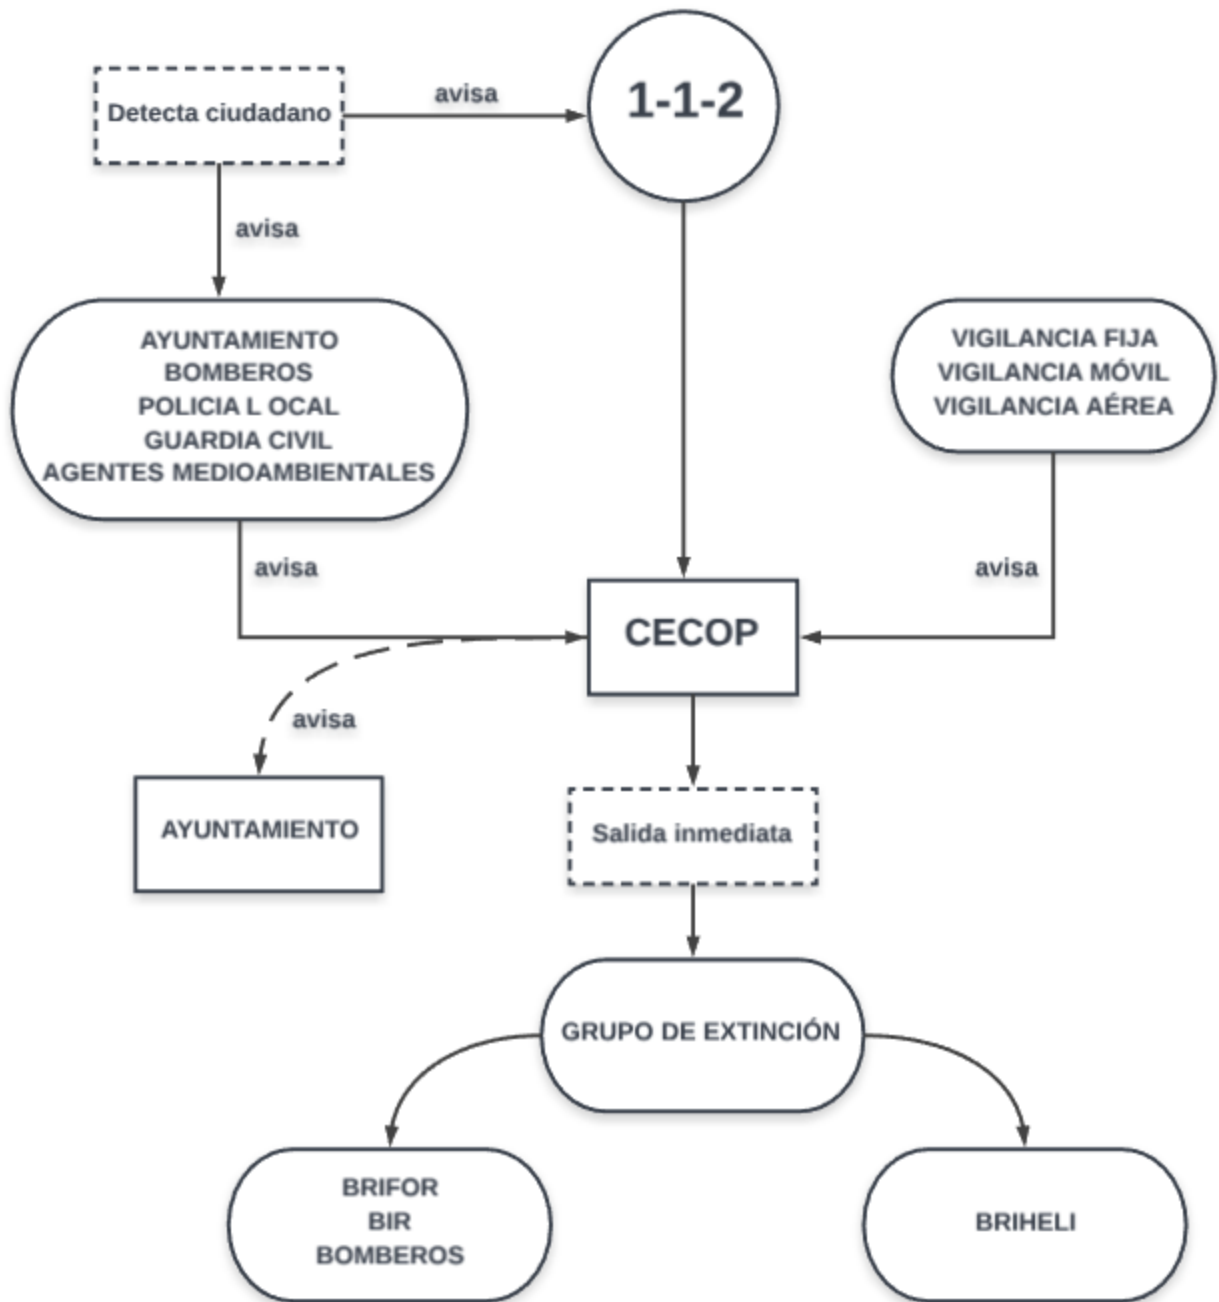 avisa
1-1-2
Detecta ciudadano
avisa
AYUNTAMIENTO
BOMBEROS
POLICIA L OCAL
GUARDIA CIVIL
AGENTES MEDIOAMBIENTALES
VIGILANCIA FIJA
VIGILANCIA MÓVIL
VIGILANCIA AÉREA
avisa
avisa
CECOP
avisa
AYUNTAMIENTO
Salida inmediata
GRUPO DE EXTINCIÓN
BRIFOR
BIR
BOMBEROS
BRIHELI